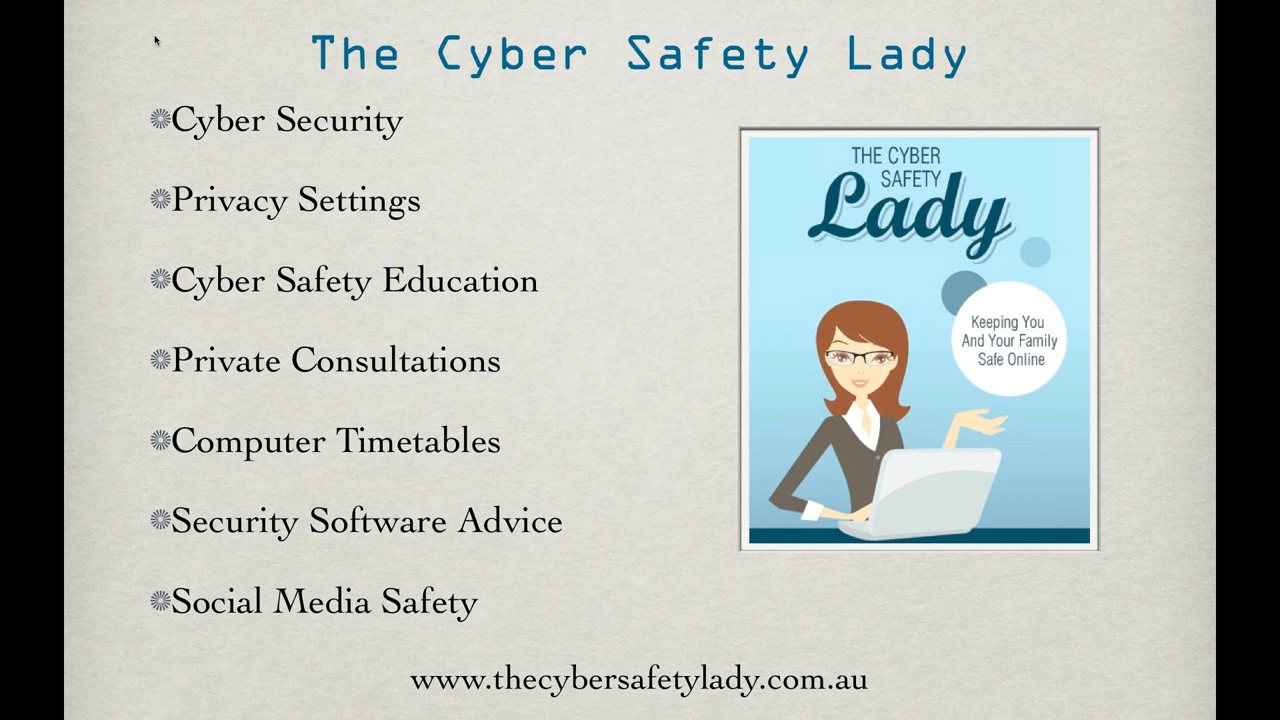 The Cyber Safety Lady
Cyber Security
Privacy Settings
Cyber Safety Education
Private Consultations
Computer Timetables
Security Software Advice
Social Media Safety
THE CYBER
SAFETY
Lady
Keeping You
And Your Family
Safe Online
www.thecybersafetylady.com.au